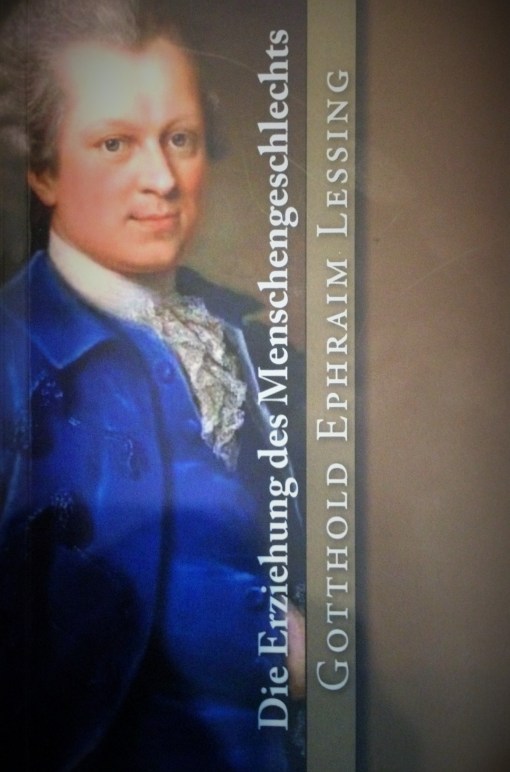 Die Erziehung des Menschengeschlechts
GOTTHOLD EPHRAIM LESSING